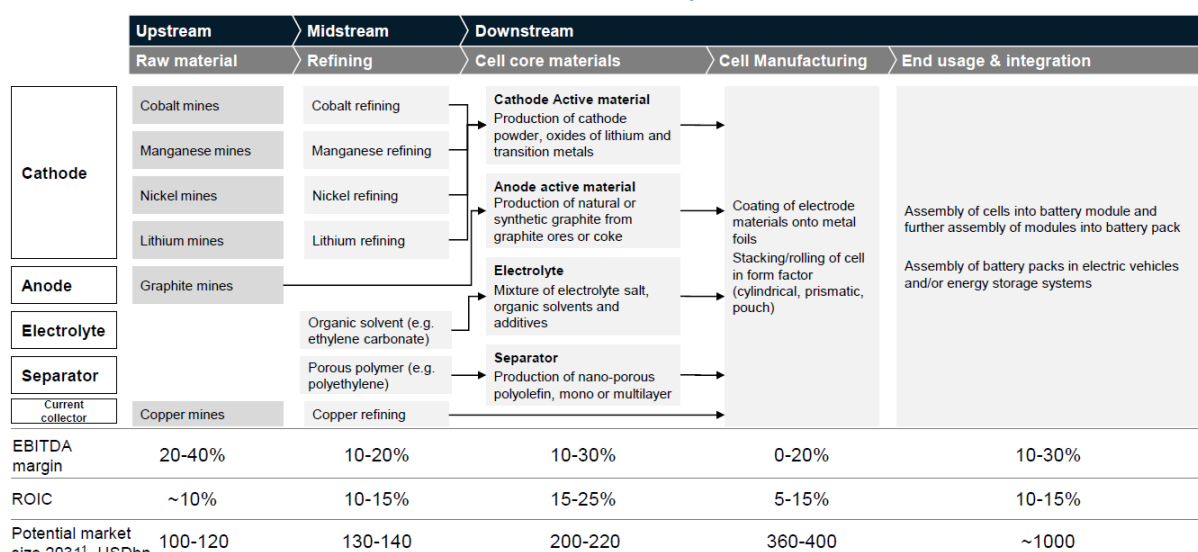 Upstream
Midstream
Downstream
Raw material
Refining
Cell core materials
Cell Manufacturing
End usage & integration
Cathode
Cobalt mines
Manganese mines
Nickel mines
Lithium mines
Cobalt refining
Manganese refining
Nickel refining
Lithium refining
Cathode Active material
Production of cathode
powder, oxides of lithium and
transition metals
Anode active material
Production of natural or
synthetic graphite from
graphite ores or coke
Anode
Graphite mines
Electrolyte
Organic solvent (e.g.
ethylene carbonate)
Electrolyte
Mixture of electrolyte salt,
organic solvents and
additives
Separator
Porous polymer (e.g.
polyethylene)
Separator
Production of nano-porous
polyolefin, mono or multilayer
Current
collector
Copper mines
Copper refining
Coating of electrode
materials onto metal
foils
Stacking/rolling of cell
in form factor
(cylindrical, prismatic,
pouch)
Assembly of cells into battery module and
further assembly of modules into battery pack
Assembly of battery packs in electric vehicles
and/or energy storage systems
EBITDA
margin
20-40%
10-20%
10-30%
0-20%
10-30%
ROIC
~10%
10-15%
15-25%
5-15%
10-15%
Potential market
size 2031¹, USDbn
100-120
130-140
200-220
360-400
~1000